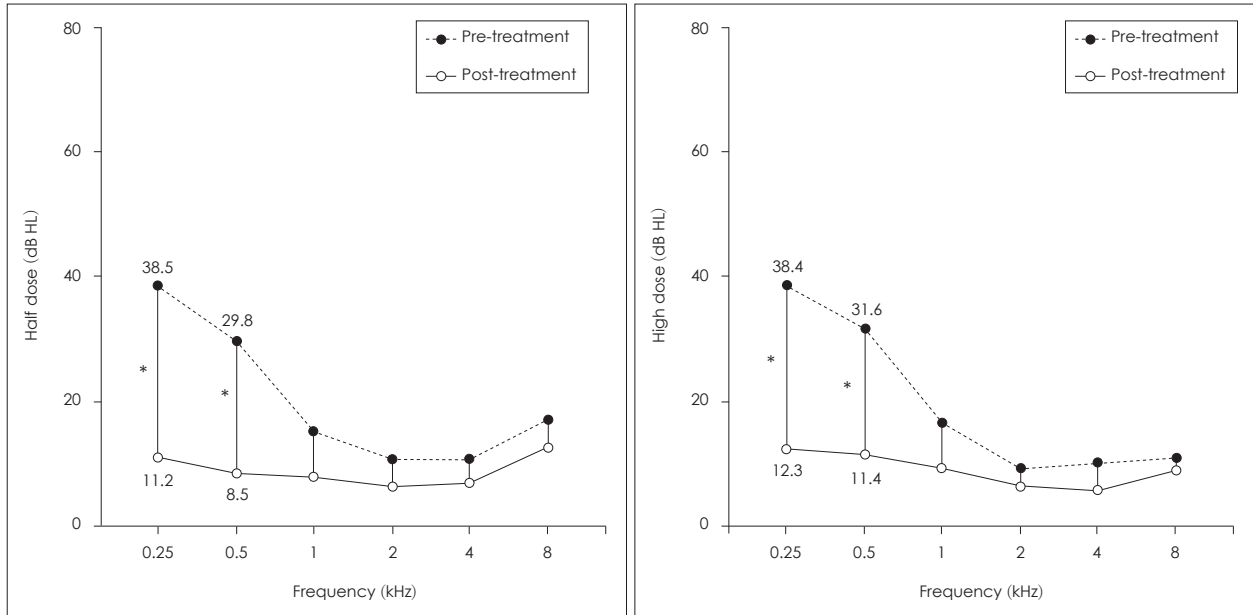 80
60
40
20
0
Half dose (dB HL)
Pre-treatment
Post-treatment
38.5
29.8
*
*
11.2
8.5
0.25 0.5 1 2 4 8
Frequency (kHz)
80
60
40
20
0
High dose (dB HL)
Pre-treatment
Post-treatment
38.4
31.6
*
*
12.3
11.4
0.25 0.5 1 2 4 8
Frequency (kHz)